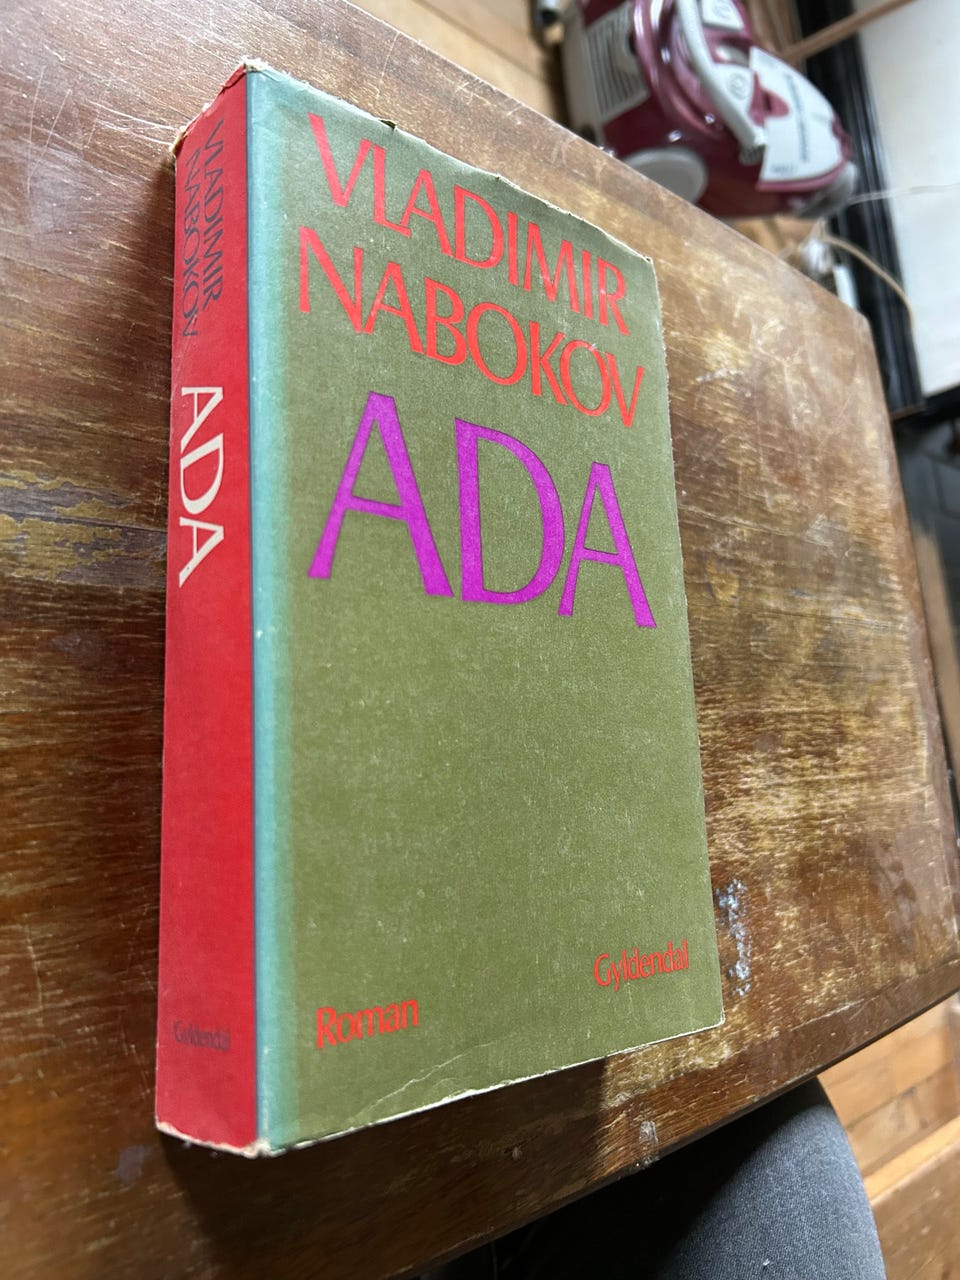 VLADIMIR
NABOKOV
ADA
Roman
Gyldendal
VLADIMIR
NABOKOV
ADA
Gyldendal